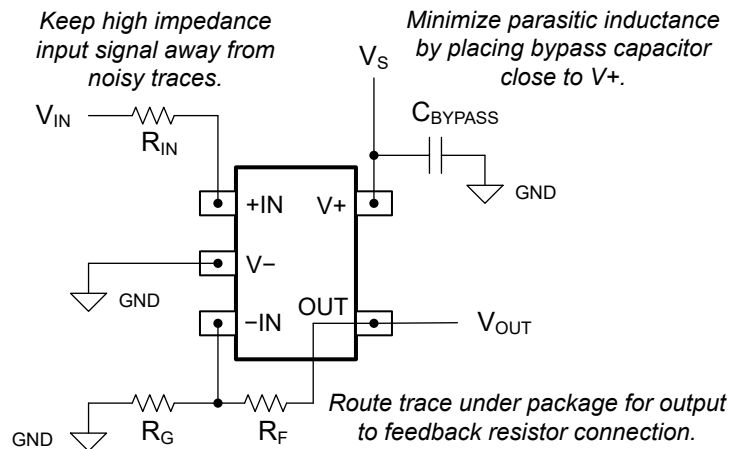 Keep high impedance
input signal away from
noisy traces.
Minimize parasitic inductance
by placing bypass capacitor
close to V+.
VS
CBYPASS
VIN
RIN
GND
+IN
V+
V−
GND
OUT
−IN
VOUT
Route trace under package for output
to feedback resistor connection.
GND
RG
RF